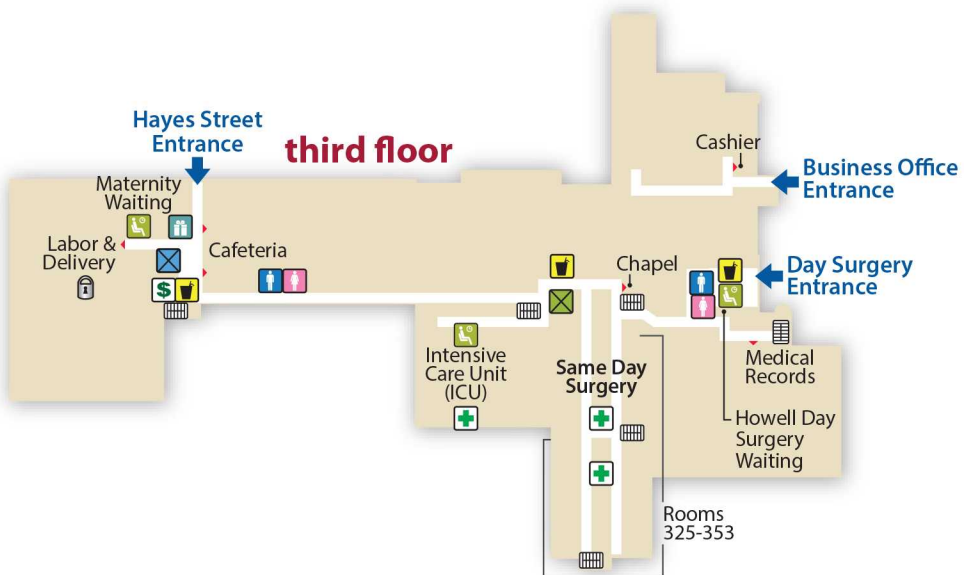 third floor
Hayes Street
Entrance
Maternity
Waiting
Labor &
Delivery
$
Cafeteria
Cashier
Business Office
Entrance
Chapel
Day Surgery
Entrance
Intensive
Care Unit
(ICU)
Same Day
Surgery
Medical
Records
Howell Day
Surgery
Waiting
Rooms
325-353